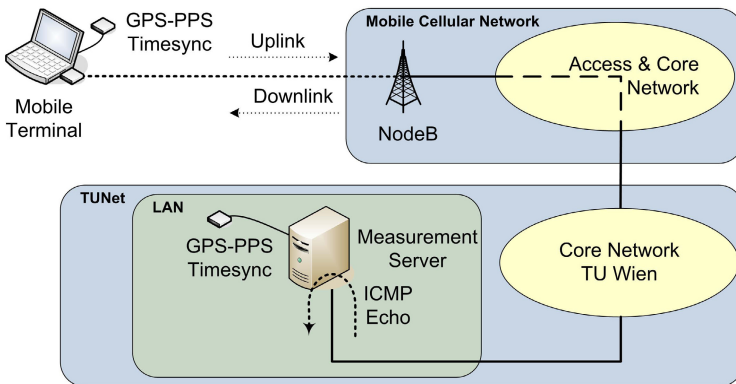 GPS-PPS
Timesync
Mobile
Terminal
Uplink
Downlink
Mobile Cellular Network
NodeB
Access & Core
Network
TUNet
LAN
GPS-PPS
Timesync
Measurement
Server
ICMP
Echo
Core Network
TU Wien